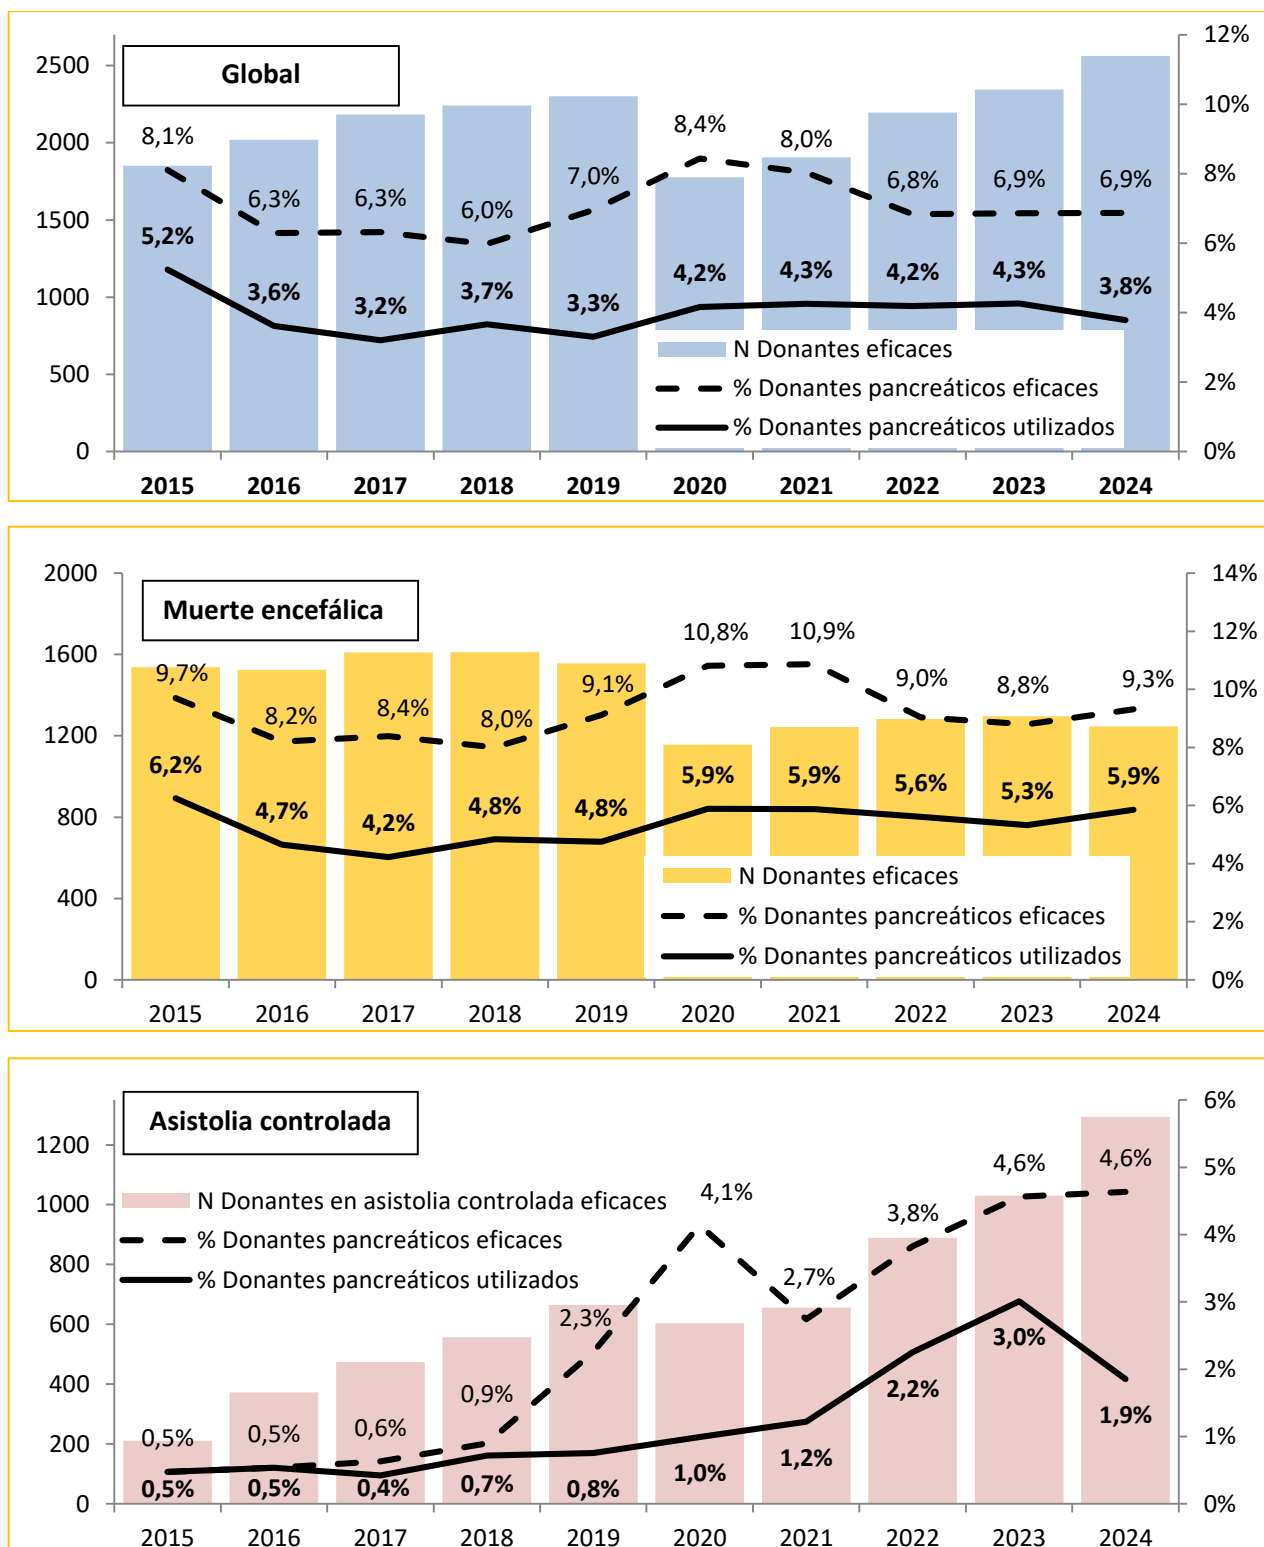 Global
2500
2000
1500
1000
500
0
12%
10%
8%
6%
4%
2%
0%
8,1% 6,3% 6,3% 6,0% 7,0% 8,4% 8,0% 6,8% 6,9% 6,9%
5,2% 3,6% 3,2% 3,7% 3,3% 4,2% 4,3% 4,2% 4,3% 3,8%
N Donantes eficaces
% Donantes pancreáticos eficaces
% Donantes pancreáticos utilizados
2015 2016 2017 2018 2019 2020 2021 2022 2023 2024
Muerte encefálica
2000
1600
1200
800
400
0
14%
12%
10%
8%
6%
4%
2%
0%
9,7% 8,2% 8,4% 8,0% 9,1% 10,8% 10,9% 9,0% 8,8% 9,3%
6,2% 4,7% 4,2% 4,8% 4,8% 5,9% 5,9% 5,6% 5,3% 5,9%
N Donantes eficaces
% Donantes pancreáticos eficaces
% Donantes pancreáticos utilizados
2015 2016 2017 2018 2019 2020 2021 2022 2023 2024
Asistolia controlada
1200
1000
800
600
400
200
0
6%
5%
4%
3%
2%
1%
0%
N Donantes en asistolia controlada eficaces
% Donantes pancreáticos eficaces
% Donantes pancreáticos utilizados
0,5% 0,5% 0,6% 0,9% 2,3% 4,1% 2,7% 3,8% 4,6% 4,6%
0,5% 0,5% 0,4% 0,7% 0,8% 1,0% 1,2% 2,2% 3,0% 1,9%
2015 2016 2017 2018 2019 2020 2021 2022 2023 2024